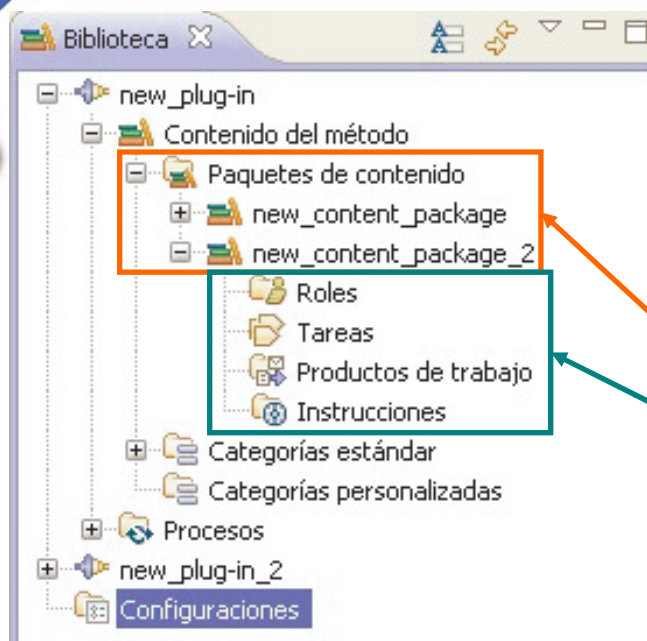 Biblioteca
new_plug-in
Contenido del método
Paquetes de contenido
new_content_package
new_content_package_2
Roles
Tareas
Productos de trabajo
Instrucciones
Categorías estándar
Categorías personalizadas
Procesos
new_plug-in_2
Configuraciones